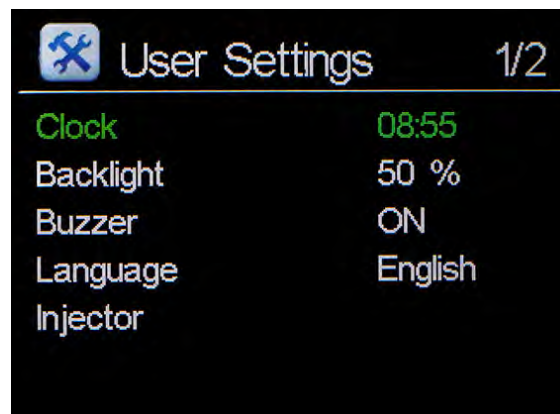 User Settings 1/2
Clock 08:55
Backlight 50 %
Buzzer ON
Language English
Injector